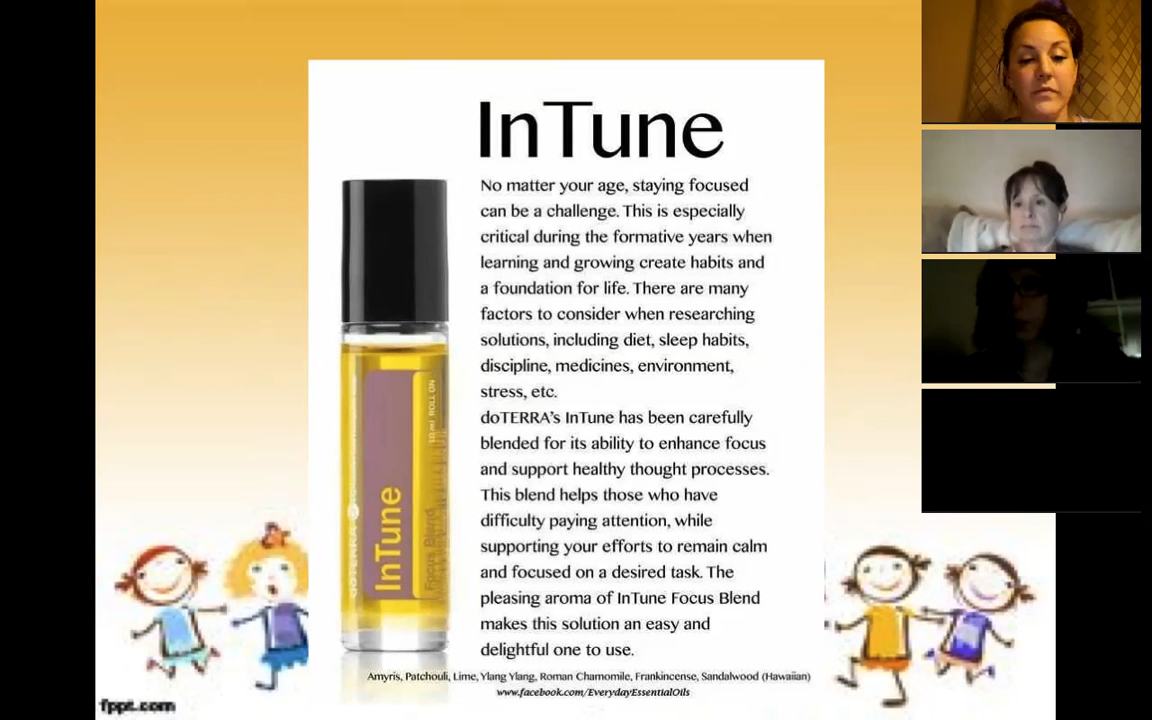 InTune
No matter your age, staying focused
can be a challenge. This is especially
critical during the formative years when
learning and growing create habits and
a foundation for life. There are many
factors to consider when researching
solutions, including diet, sleep habits,
discipline, medicines, environment,
stress, etc.
doTERRA's InTune has been carefully
blended for its ability to enhance focus
and support healthy thought processes.
This blend helps those who have
difficulty paying attention, while
supporting your efforts to remain calm
and focused on a desired task. The
pleasing aroma of InTune Focus Blend
makes this solution an easy and
delightful one to use.
Amyris, Patchouli, Lime, Ylang Ylang, Roman Chamomile, Frankincense, Sandalwood (Hawaiian)
www.facebook.com/EverydayEssentialOils
dōTERRA
InTune
Focus Blend
10 ml ROLL ON
fppt.com